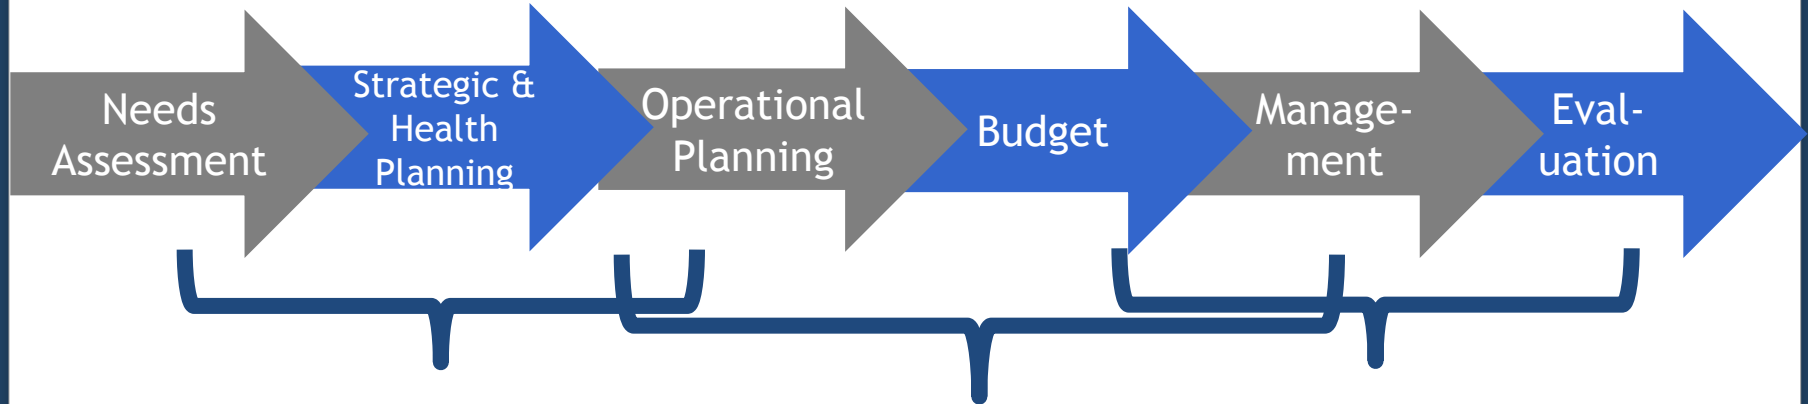 Needs
Assessment
Strategic &
Health
Planning
Operational
Planning
Budget
Manage-
ment
Eval-
uation